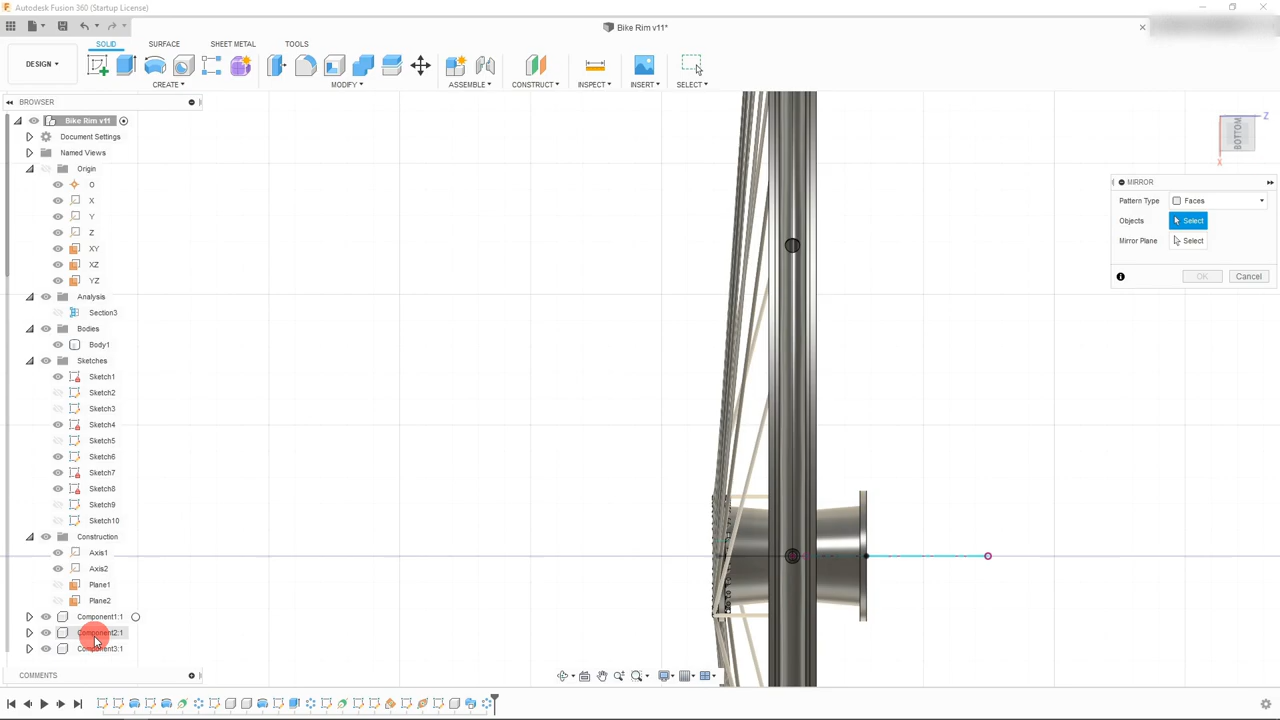 Autodesk Fusion 360 (Startup License)
Bike Rim v11*
DESIGN
SOLID
SURFACE
SHEET METAL
TOOLS
CREATE
MODIFY
ASSEMBLE
CONSTRUCT
INSPECT
INSERT
SELECT
BROWSER
Bike Rim v11
Document Settings
Named Views
Origin
O
X
Y
Z
XY
XZ
YZ
Analysis
Section3
Bodies
Body1
Sketches
Sketch1
Sketch2
Sketch3
Sketch4
Sketch5
Sketch6
Sketch7
Sketch8
Sketch9
Sketch10
Construction
Axis1
Axis2
Plane1
Plane2
Component1:1
Component2:1
Component3:1
COMMENTS
BOTTOM
Z
X
MIRROR
Pattern Type Faces
Objects Select
Mirror Plane Select
OK Cancel